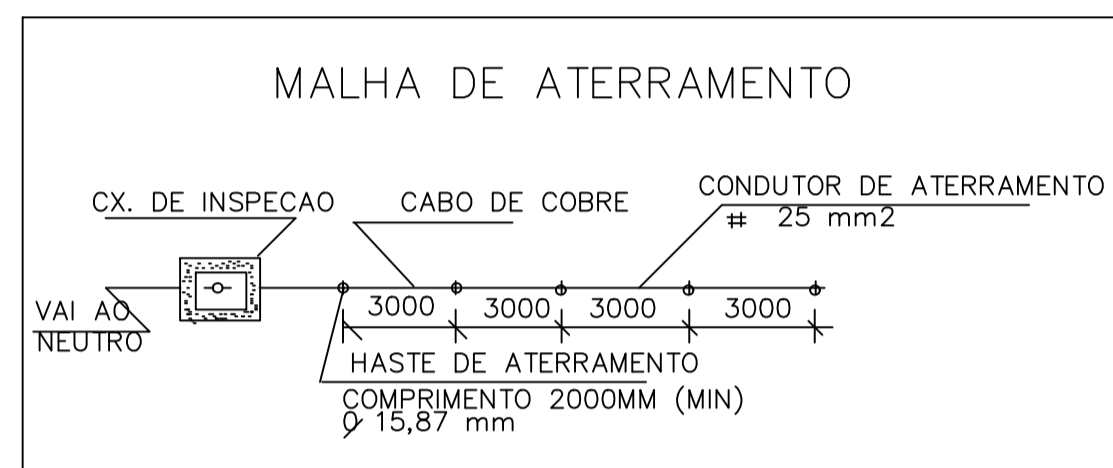 MALHA DE ATERRAMENTO
CX. DE INSPECAO
CABO DE COBRE
CONDUTOR DE ATERRAMENTO
# 25 mm2
VAI AO
NEUTRO
3000 3000 3000 3000
HASTE DE ATERRAMENTO
COMPRIMENTO 2000MM (MIN)
Ø 15,87 mm